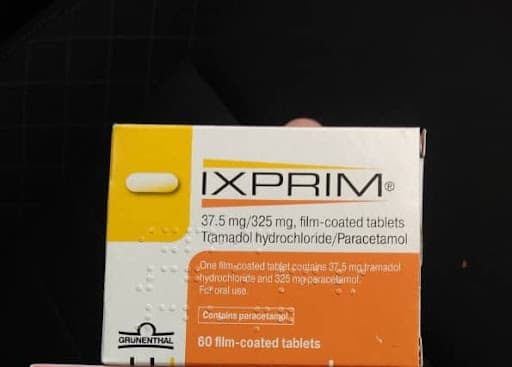 IXPRIM®
37.5 mg/325 mg, film-coated tablets
Tramadol hydrochloride/Paracetamol
One film-coated tablet contains 37.5 mg tramadol
hydrochloride and 325 mg paracetamol.
For oral use.
Contains paracetamol.
GRÜNENTHAL
60 film-coated tablets